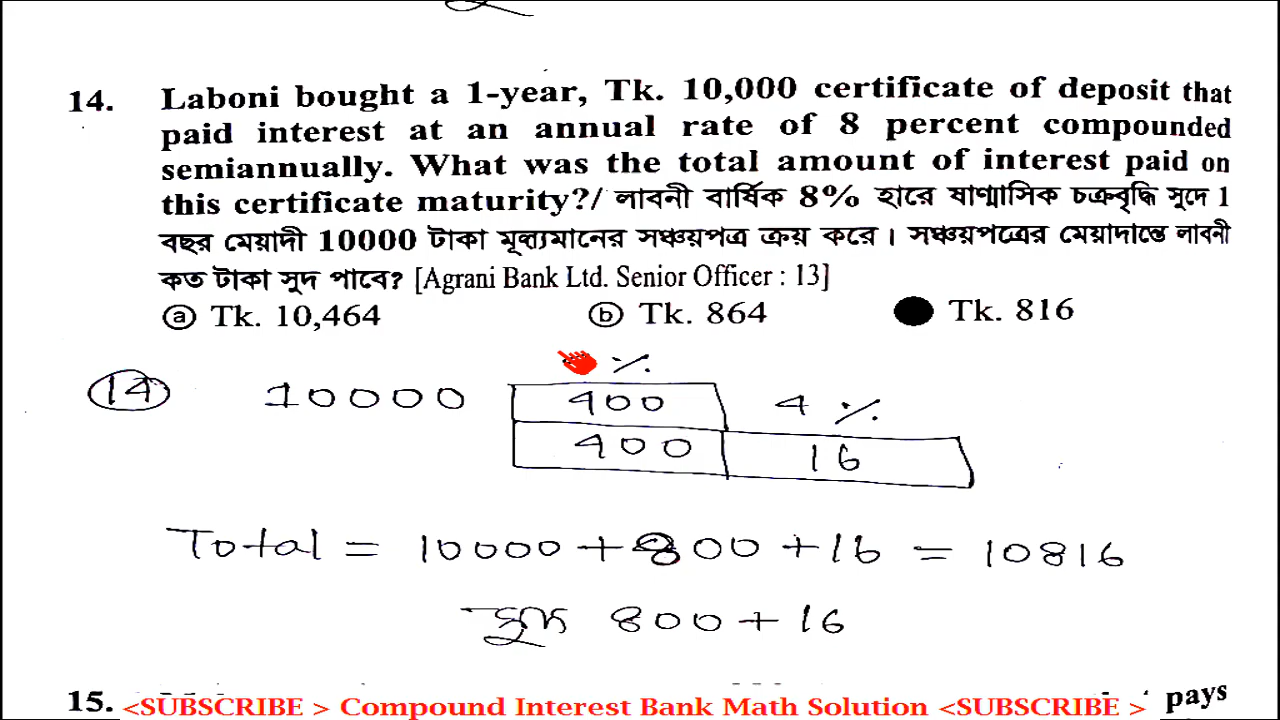 14. Laboni bought a 1-year, Tk. 10,000 certificate of deposit that
paid interest at an annual rate of 8 percent compounded
semiannually. What was the total amount of interest paid on
this certificate maturity?/ লাবনী বার্ষিক 8% হারে ষাণ্মাসিক চক্রবৃদ্ধি সুদে 1
বছর মেয়াদী 10000 টাকা মূল্যমানের সঞ্চয়পত্র ক্রয় করে। সঞ্চয়পত্রের মেয়াদান্তে লাবনী
কত টাকা সুদ পাবে? [Agrani Bank Ltd. Senior Officer : 13]
ⓐ Tk. 10,464 ⓑ Tk. 864 Tk. 816
%
14 10000 400 4 %
400 16
Total = 10000 + 800 + 16 = 10816
সুদ 800 + 16
15. pays
<SUBSCRIBE > Compound Interest Bank Math Solution <SUBSCRIBE >